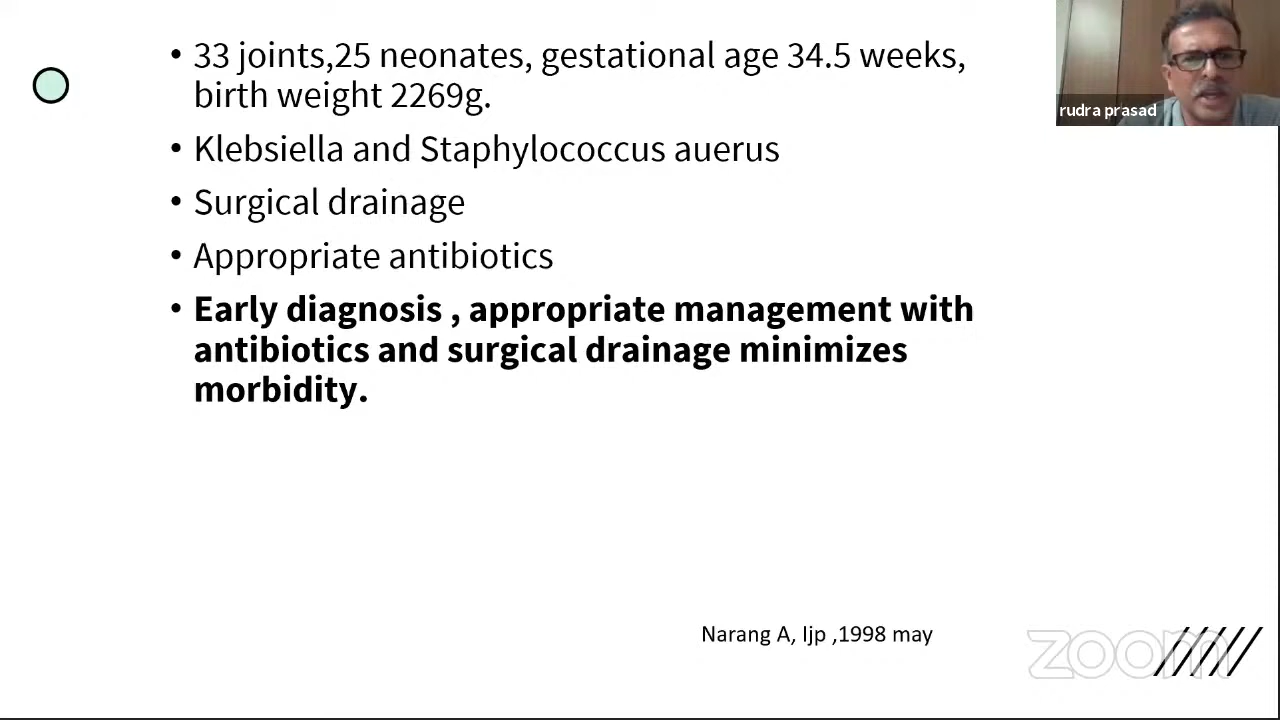 • 33 joints,25 neonates, gestational age 34.5 weeks,
birth weight 2269g.
• Klebsiella and Staphylococcus auerus
• Surgical drainage
• Appropriate antibiotics
• Early diagnosis , appropriate management with
antibiotics and surgical drainage minimizes
morbidity.
rudra prasad
Narang A, Ijp ,1998 may
zoom